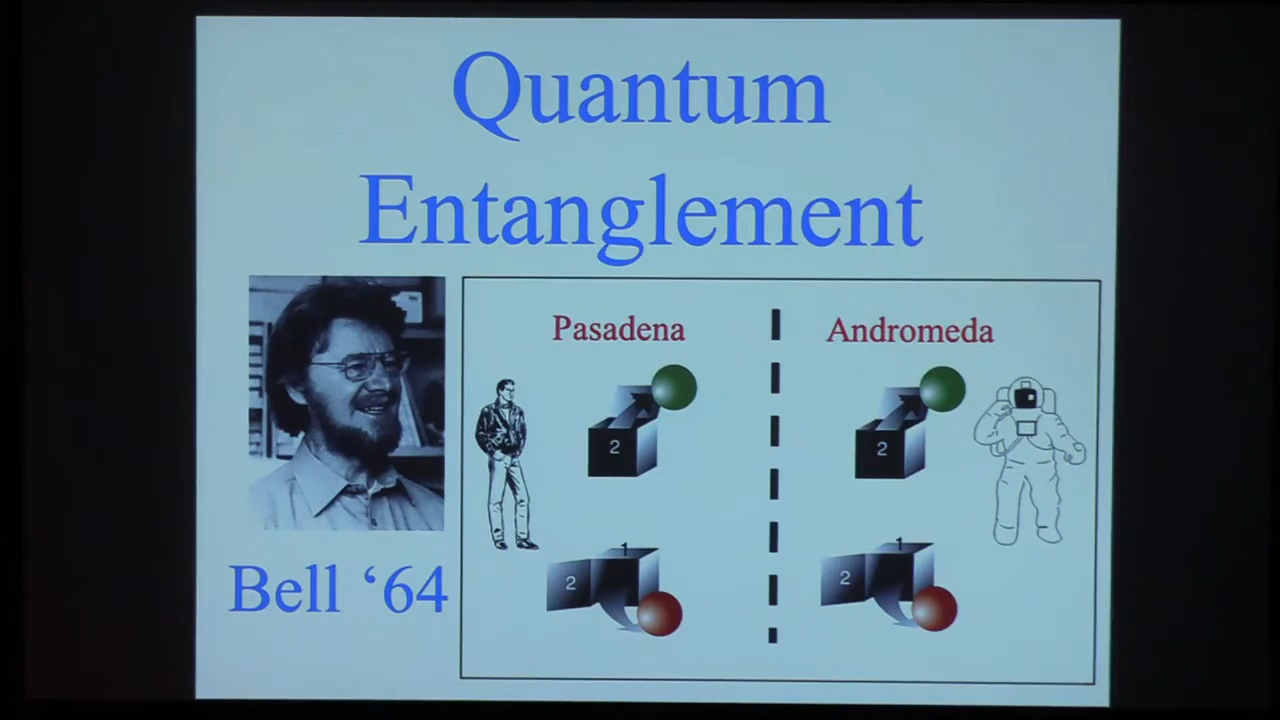 Quantum
Entanglement
Pasadena
Andromeda
2
2
1
2
1
2
Bell ‘64